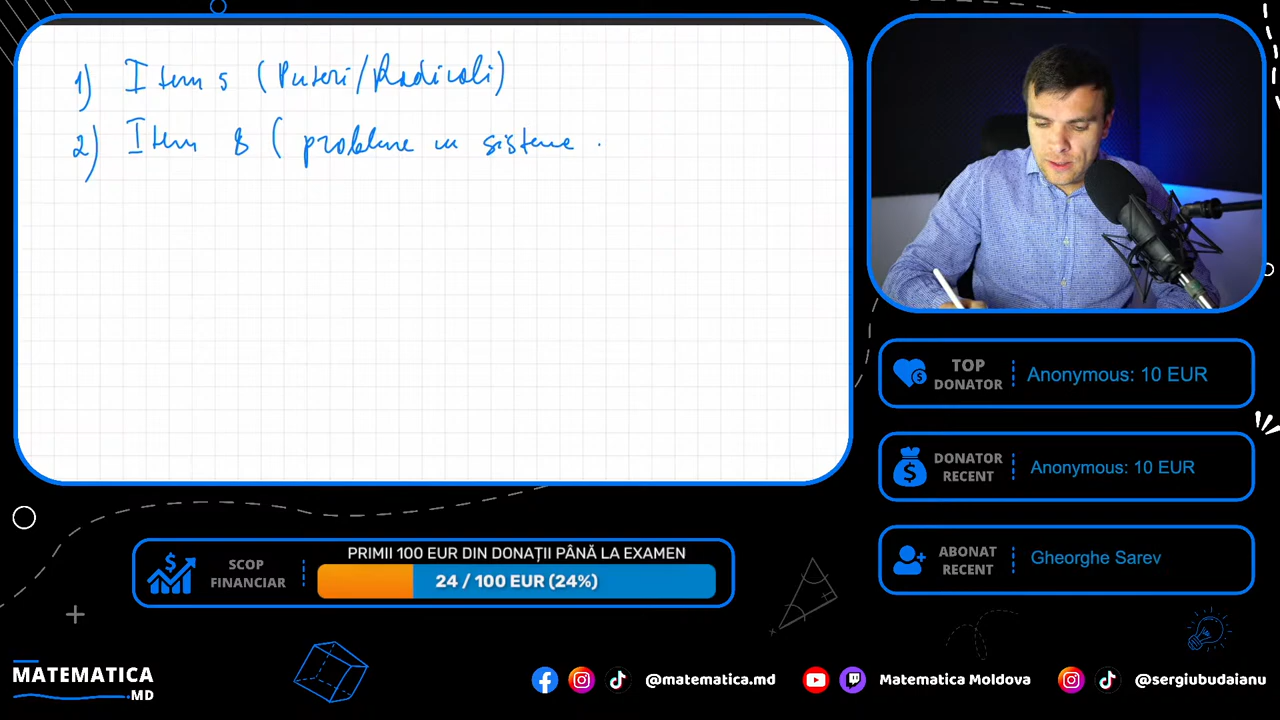 1) Item 5 (Puteri/Radicali)
2) Item 8 ( probleme cu sisteme
TOP DONATOR
Anonymous: 10 EUR
DONATOR RECENT
Anonymous: 10 EUR
ABONAT RECENT
Gheorghe Sarev
SCOP FINANCIAR
PRIMII 100 EUR DIN DONAȚII PÂNĂ LA EXAMEN
24 / 100 EUR (24%)
MATEMATICA
.MD
@matematica.md
Matematica Moldova
@sergiubudaianu